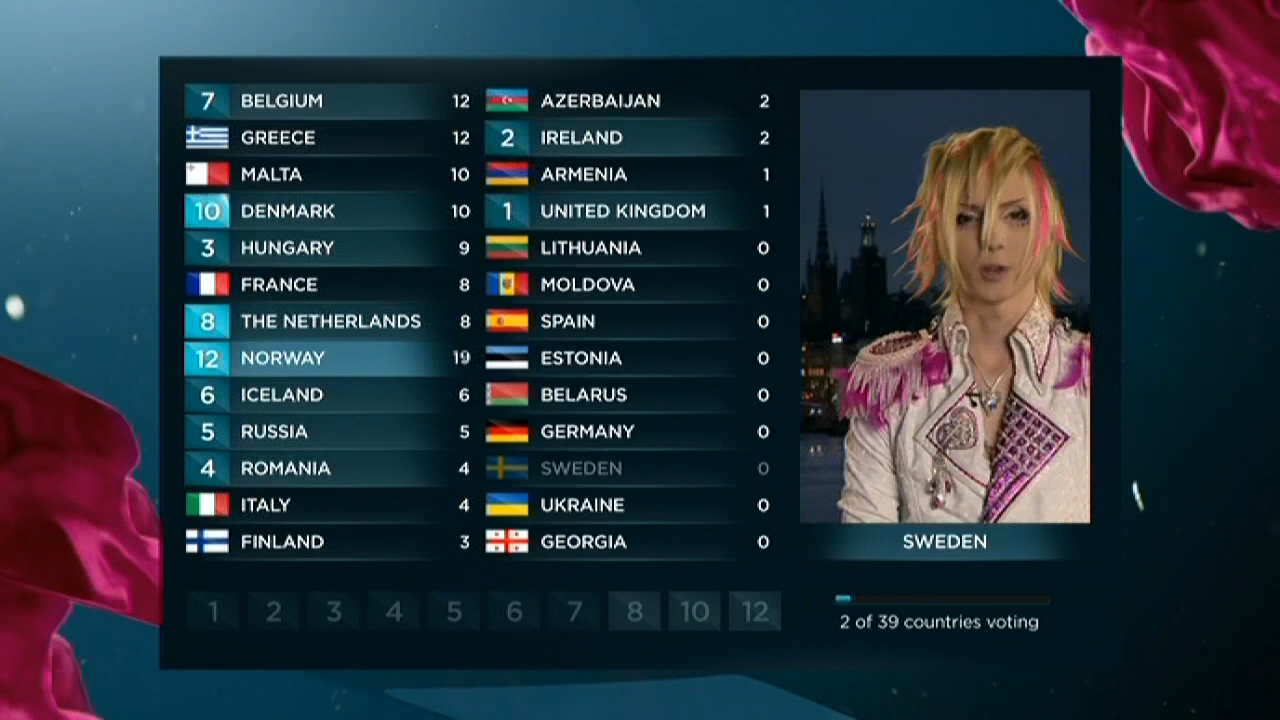 7 BELGIUM 12
GREECE 12
MALTA 10
10 DENMARK 10
3 HUNGARY 9
FRANCE 8
8 THE NETHERLANDS 8
12 NORWAY 19
6 ICELAND 6
5 RUSSIA 5
4 ROMANIA 4
ITALY 4
FINLAND 3
AZERBAIJAN 2
2 IRELAND 2
ARMENIA 1
1 UNITED KINGDOM 1
LITHUANIA 0
MOLDOVA 0
SPAIN 0
ESTONIA 0
BELARUS 0
GERMANY 0
SWEDEN 0
UKRAINE 0
GEORGIA 0
1 2 3 4 5 6 7 8 10 12
SWEDEN
2 of 39 countries voting